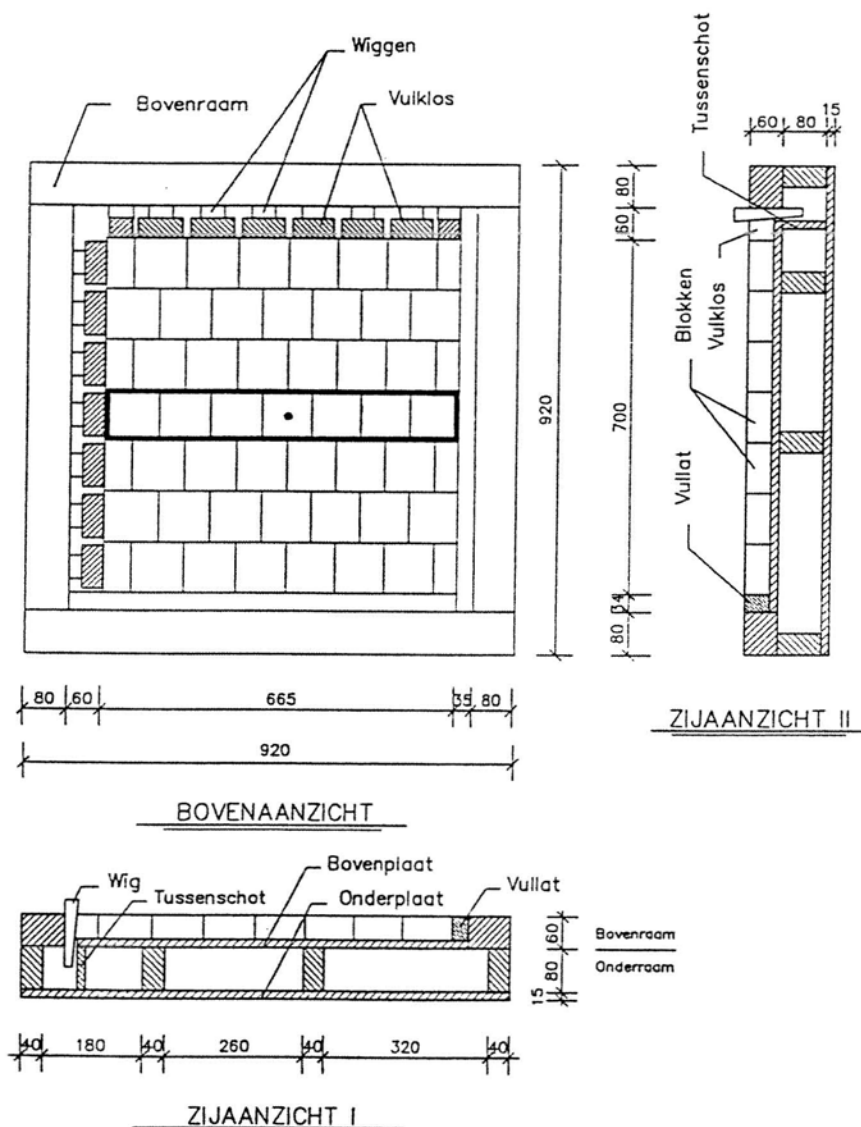 Wiggen
Bovenraam
Vulklos
80 60 665 35 80
920
BOVENAANZICHT
920
Tussenschot
60 80 15
80
60
700
34
80
Blokken
Vulklos
Vullat
ZIJAANZICHT II
Wig
Tussenschot
Bovenplaat
Onderplaat
Vullat
60
80
15
Bovenraam
Onderraam
40 180 40 260 40 320 40
ZIJAANZICHT I